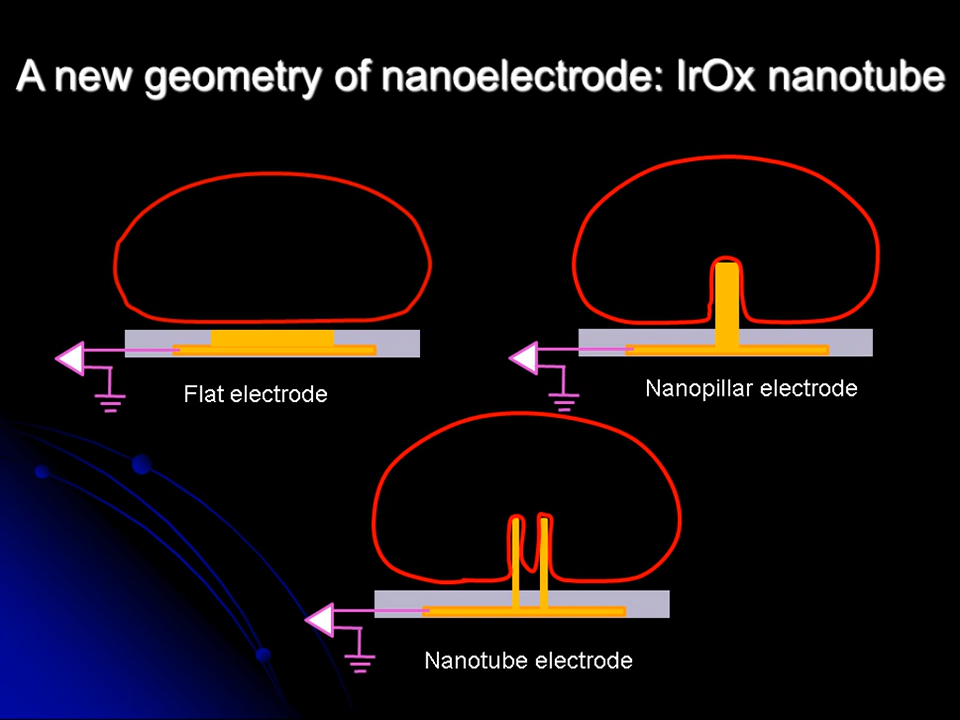 A new geometry of nanoelectrode: IrOx nanotube
Flat electrode
Nanopillar electrode
Nanotube electrode